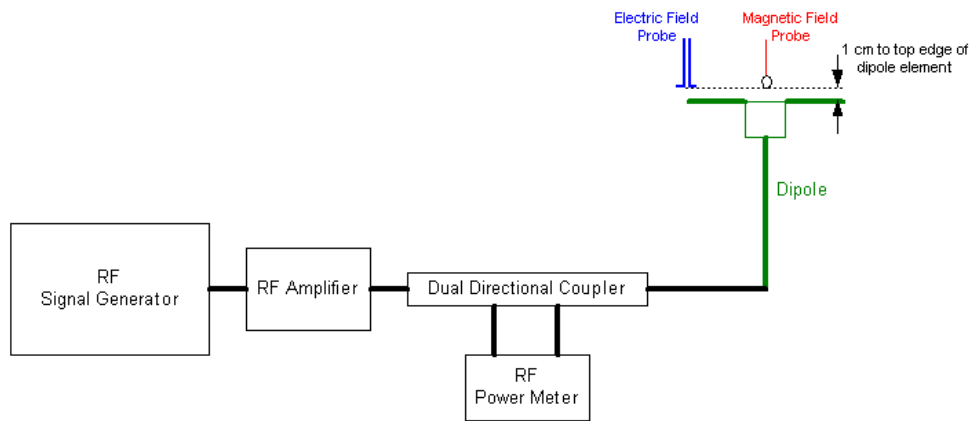 Electric Field
Probe
Magnetic Field
Probe
1 cm to top edge of
dipole element
Dipole
RF
Signal Generator
RF Amplifier
Dual Directional Coupler
RF
Power Meter